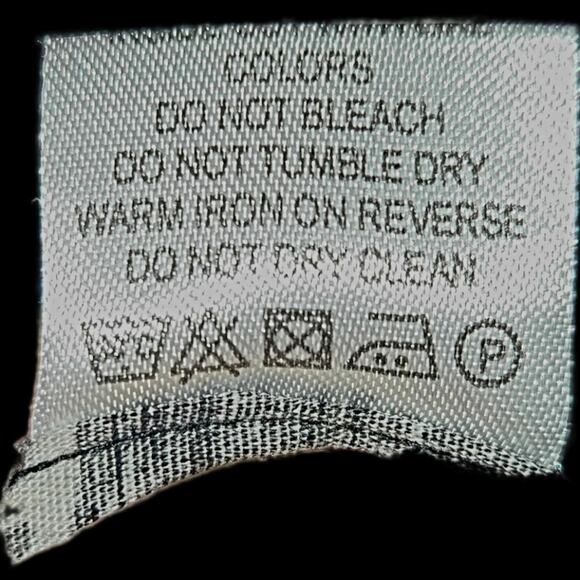 COLORS
DO NOT BLEACH
DO NOT TUMBLE DRY
WARM IRON ON REVERSE
DO NOT DRY CLEAN
P